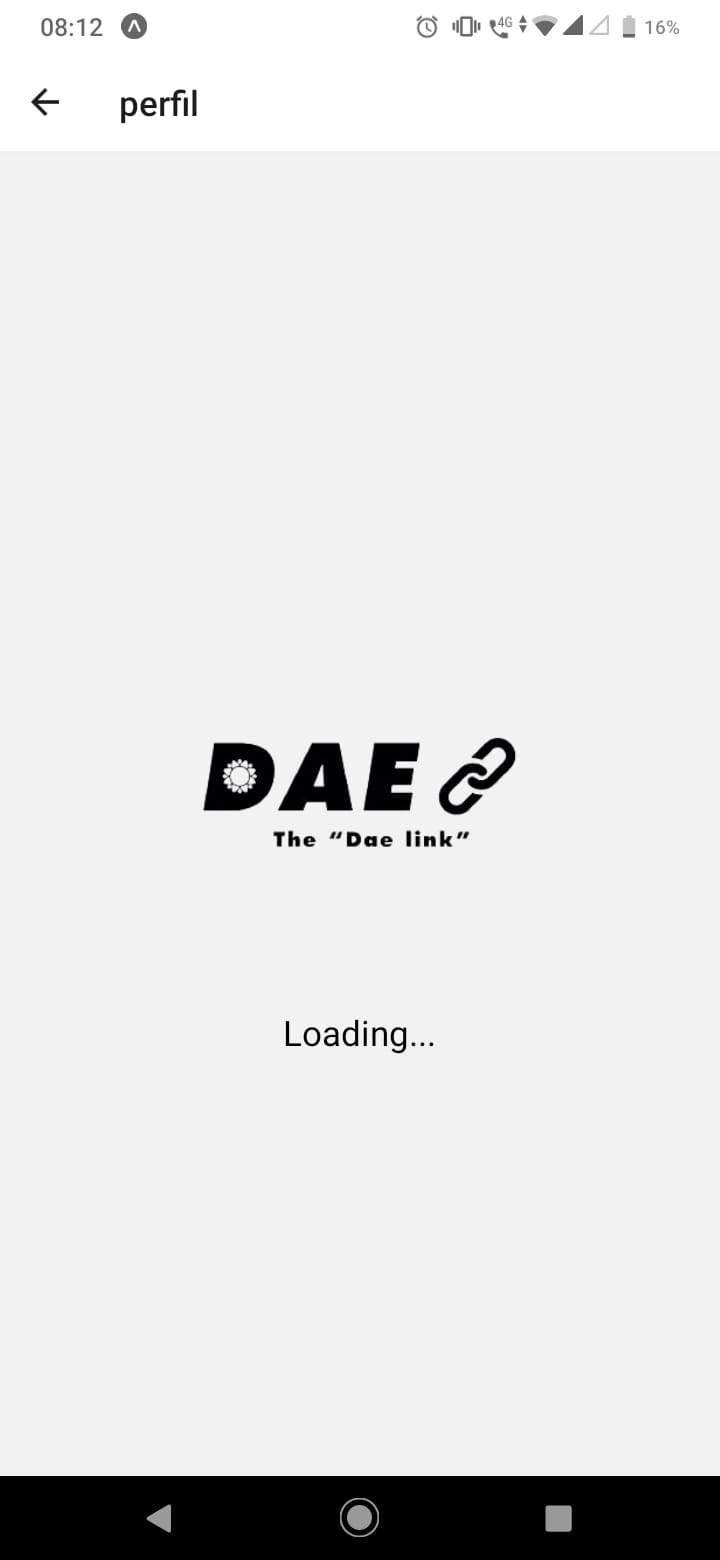 08:12
4G
16%
perfil
DAE
The “Dae link”
Loading...